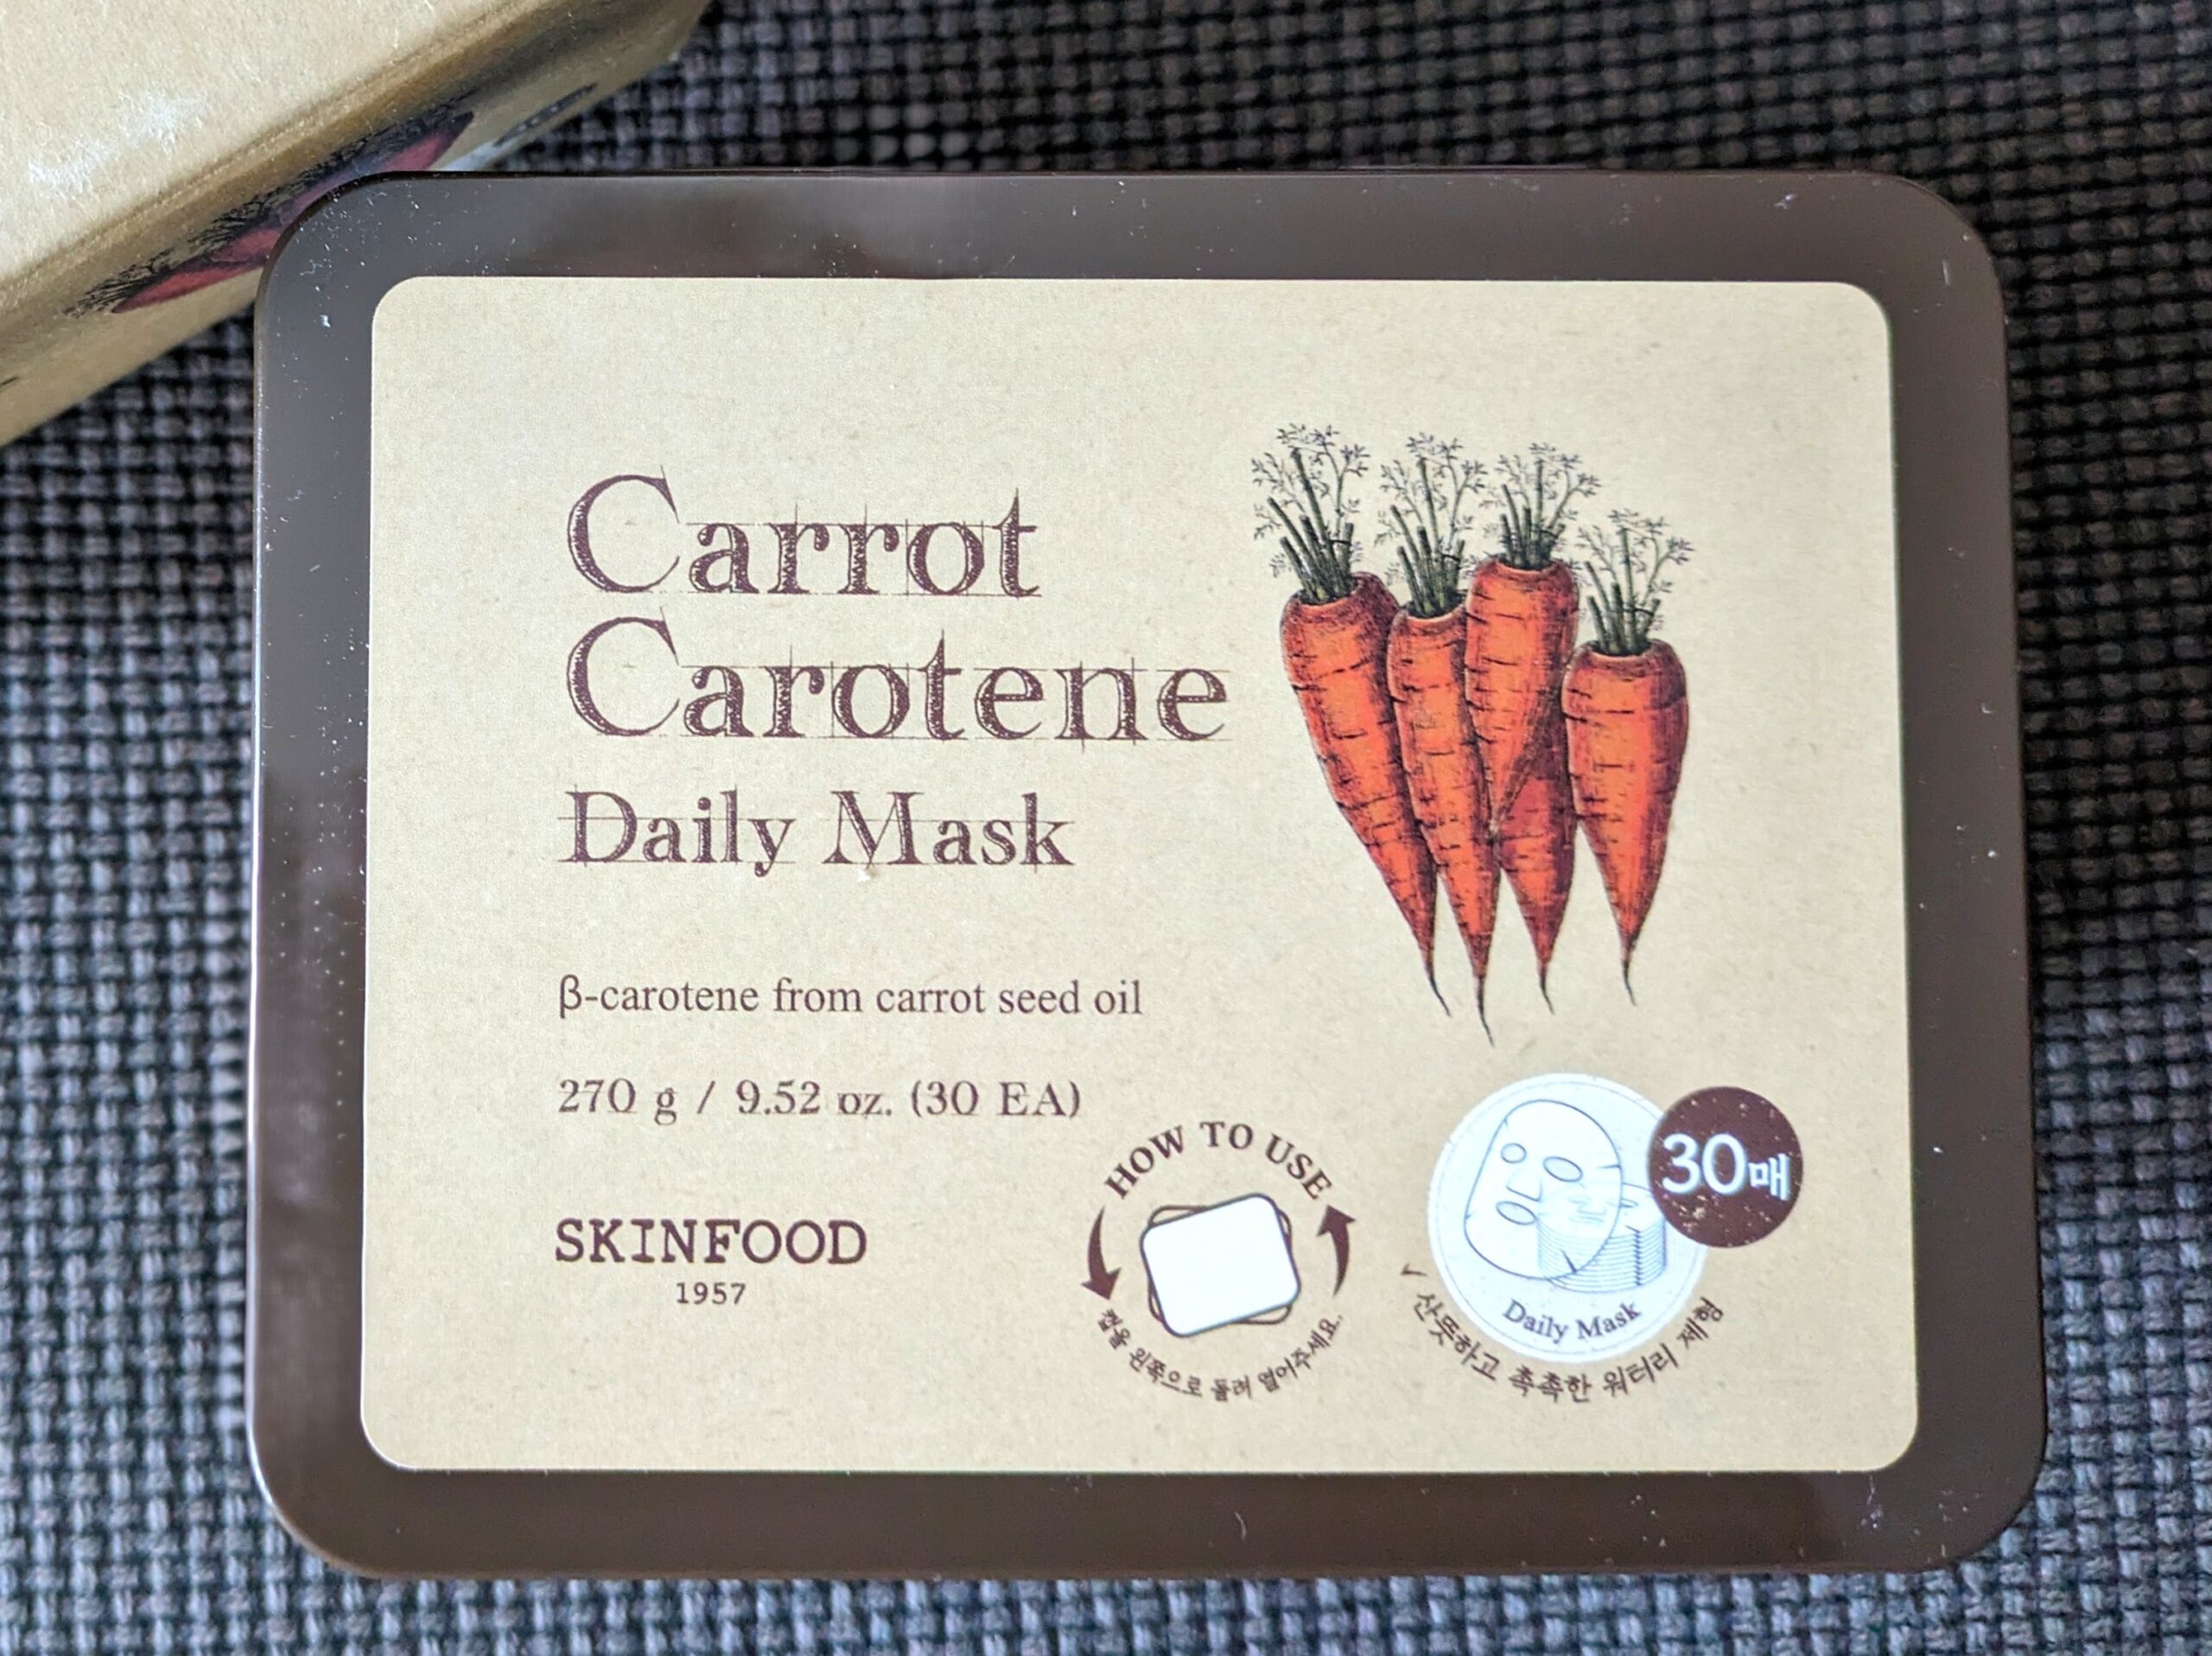 Carrot
Carotene
Daily Mask
β-carotene from carrot seed oil
270 g / 9.52 oz. (30 EA)
SKINFOOD
1957
HOW TO USE
캡을 왼쪽으로 돌려 열어주세요.
30매
Daily Mask
✓ 산뜻하고 촉촉한 워터리 제형